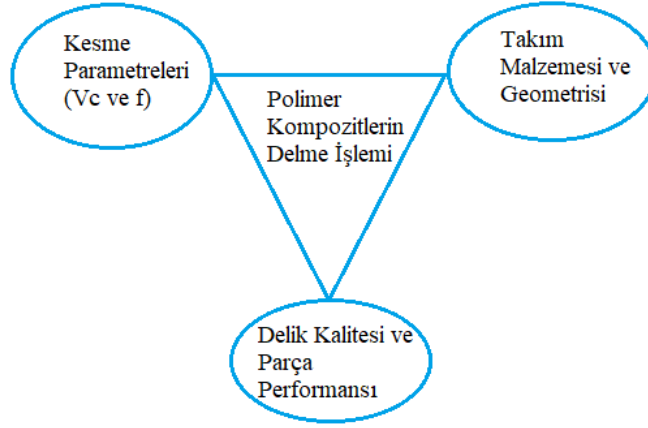 Kesme
Parametreleri
(Vc ve f)
Takım
Malzemesi ve
Geometrisi
Polimer
Kompozitlerin
Delme İşlemi
Delik Kalitesi ve
Parça
Performansı